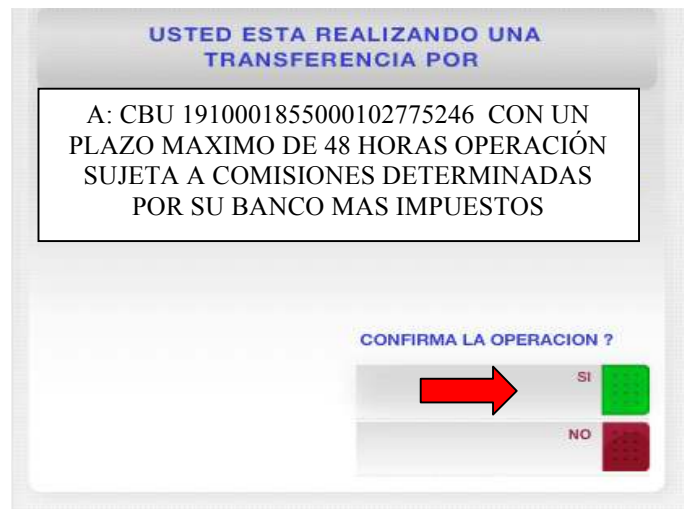 USTED ESTA REALIZANDO UNA
TRANSFERENCIA POR
A: CBU 1910001855000102775246 CON UN
PLAZO MAXIMO DE 48 HORAS OPERACIÓN
SUJETA A COMISIONES DETERMINADAS
POR SU BANCO MAS IMPUESTOS
CONFIRMA LA OPERACION ?
SI
NO